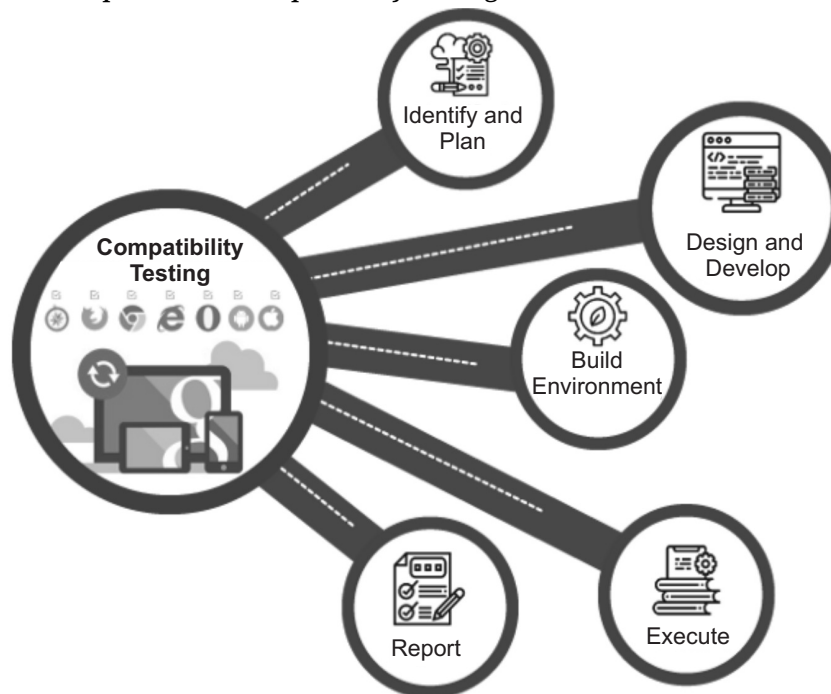 Identify and
Plan
Design and
Develop
Compatibility
Testing
Build
Environment
Execute
Report